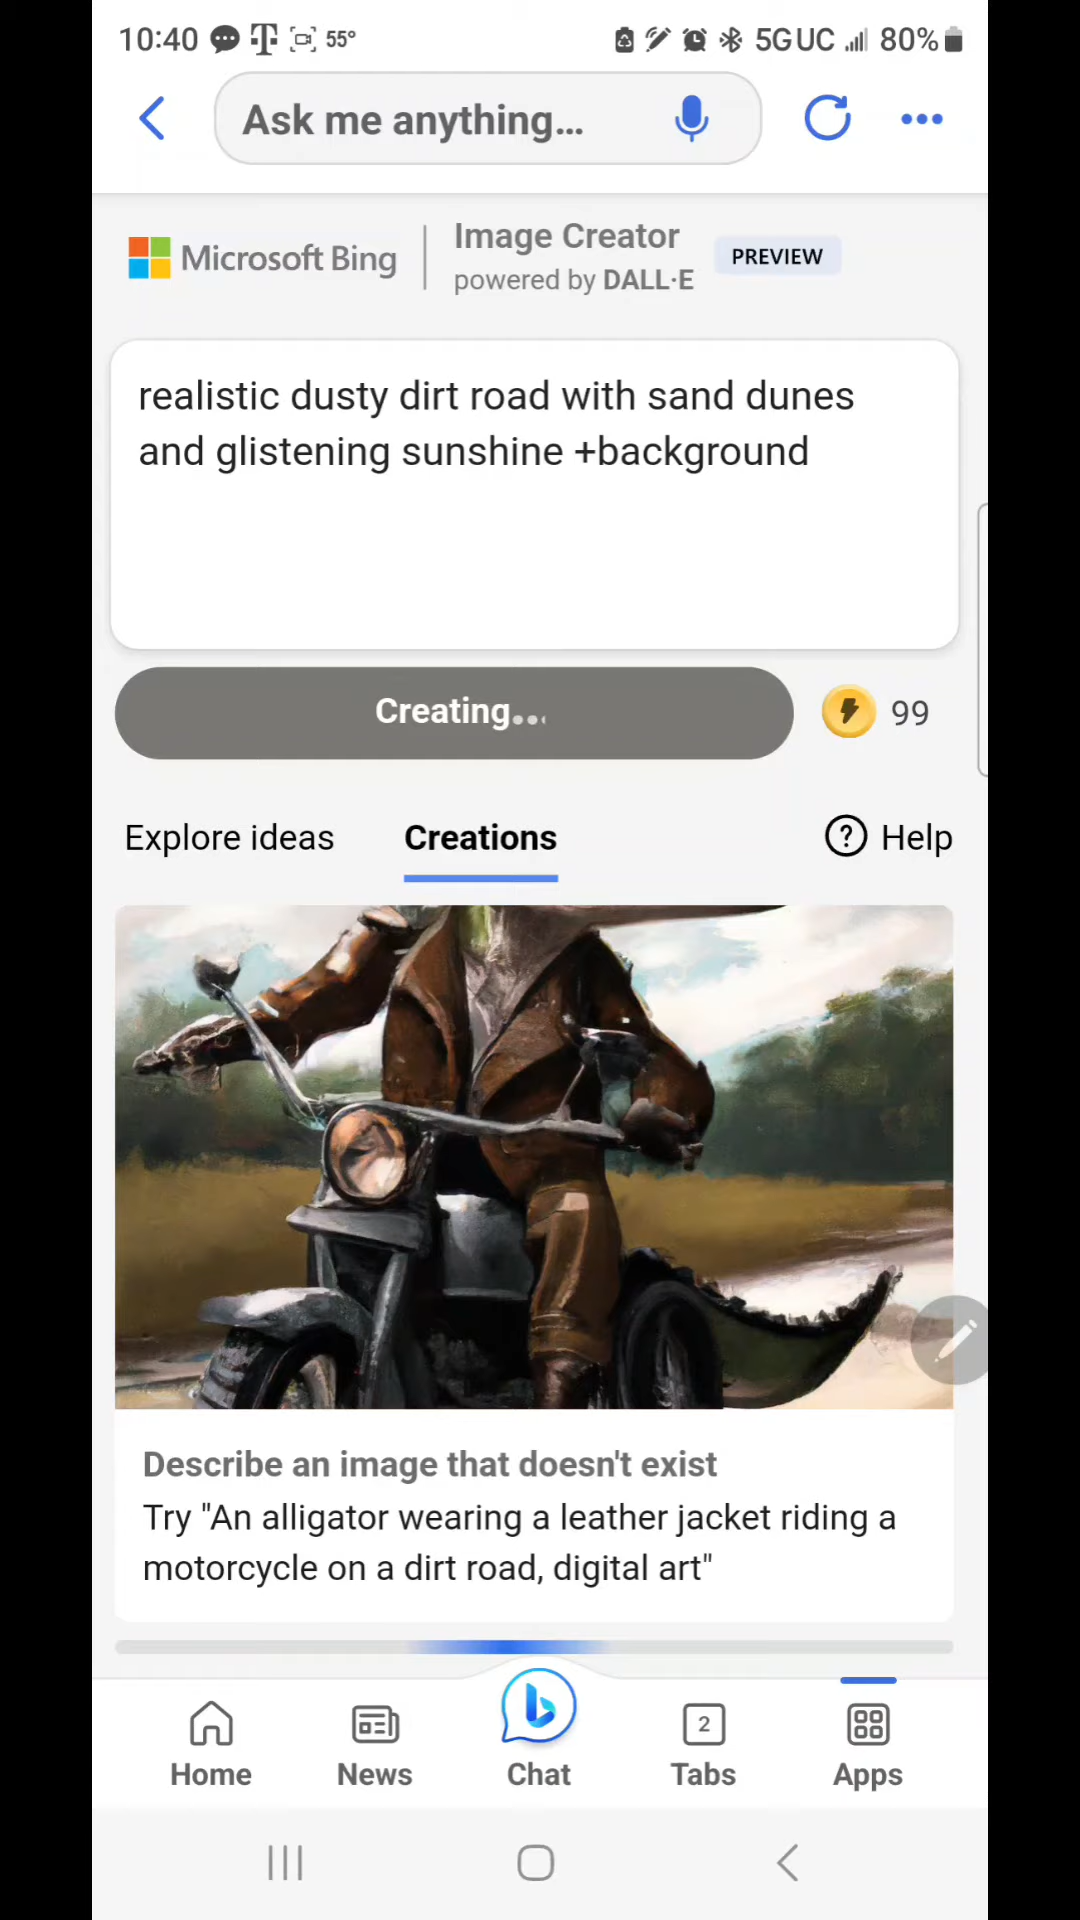 10:40 55° 5G UC 80%
Ask me anything...
Microsoft Bing
Image Creator
powered by DALL·E
PREVIEW
realistic dusty dirt road with sand dunes
and glistening sunshine +background
Creating...
99
Explore ideas Creations Help
Describe an image that doesn't exist
Try "An alligator wearing a leather jacket riding a
motorcycle on a dirt road, digital art"
2
Home News Chat Tabs Apps